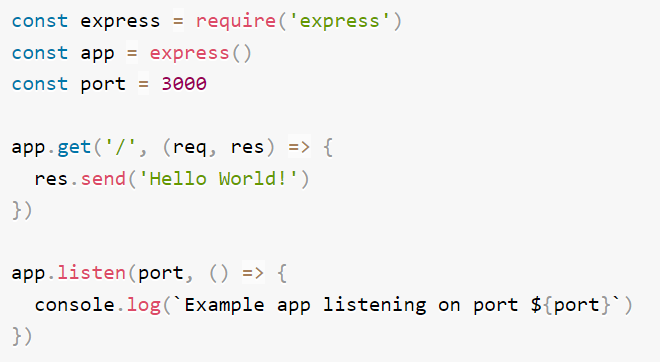 const express = require('express')
const app = express()
const port = 3000

app.get('/', (req, res) => {
  res.send('Hello World!')
})

app.listen(port, () => {
  console.log(`Example app listening on port ${port}`)
})